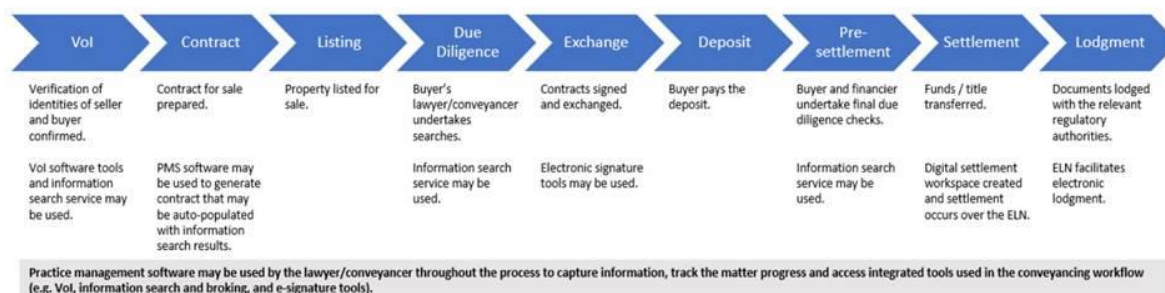 VoI
Contract
Listing
Due
Diligence
Exchange
Deposit
Pre-
settlement
Settlement
Lodgment
Verification of
identities of seller
and buyer
confirmed.
VoI software tools
and information
search service may
be used.
Contract for sale
prepared.
PMS software may
be used to generate
contract that may
be auto-populated
with information
search results.
Property listed for
sale.
Buyer's
lawyer/conveyancer
undertakes
searches.
Information search
service may be
used.
Contracts signed
and exchanged.
Electronic signature
tools may be used.
Buyer pays the
deposit.
Buyer and financier
undertake final due
diligence checks.
Information search
service may be
used.
Funds / title
transferred.
Digital settlement
workspace created
and settlement
occurs over the ELN.
Documents lodged
with the relevant
regulatory
authorities.
ELN facilitates
electronic
lodgment.
Practice management software may be used by the lawyer/conveyancer throughout the process to capture information, track the matter progress and access integrated tools used in the conveyancing workflow
(e.g. VoI, information search and broking, and e-signature tools).